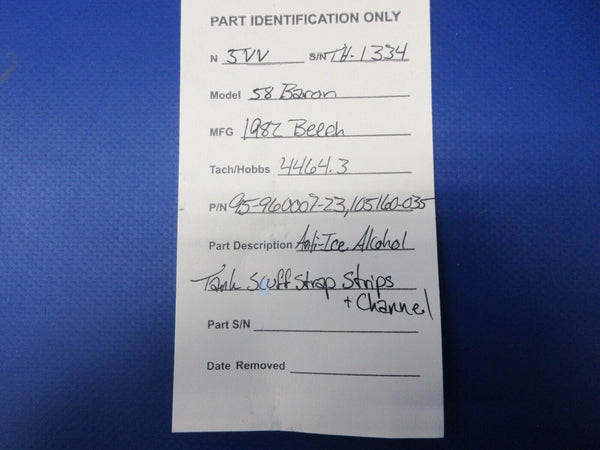 PART IDENTIFICATION ONLY
N 3VV S/N TH-1334
Model 58 Baron
MFG 1982 Beech
Tach/Hobbs 4464.3
P/N 95-960009-23, 105160-035
Part Description Anti-Ice Alcohol
Tank Scuff Strap Strips
+ Channel
Part S/N
Date Removed